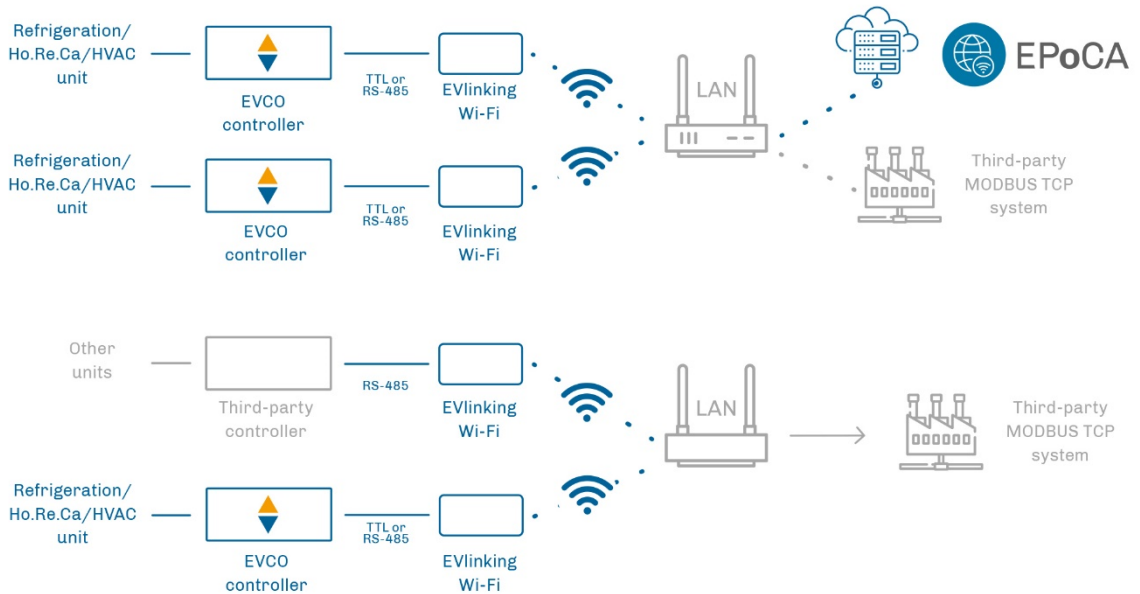 Refrigeration/
Ho.Re.Ca/HVAC
unit
EVCO
controller
TTL or
RS-485
EVlinking
Wi-Fi
LAN
EPoCA
Refrigeration/
Ho.Re.Ca/HVAC
unit
EVCO
controller
TTL or
RS-485
EVlinking
Wi-Fi
Third-party
MODBUS TCP
system
Other
units
Third-party
controller
RS-485
EVlinking
Wi-Fi
LAN
Third-party
MODBUS TCP
system
Refrigeration/
Ho.Re.Ca/HVAC
unit
EVCO
controller
TTL or
RS-485
EVlinking
Wi-Fi